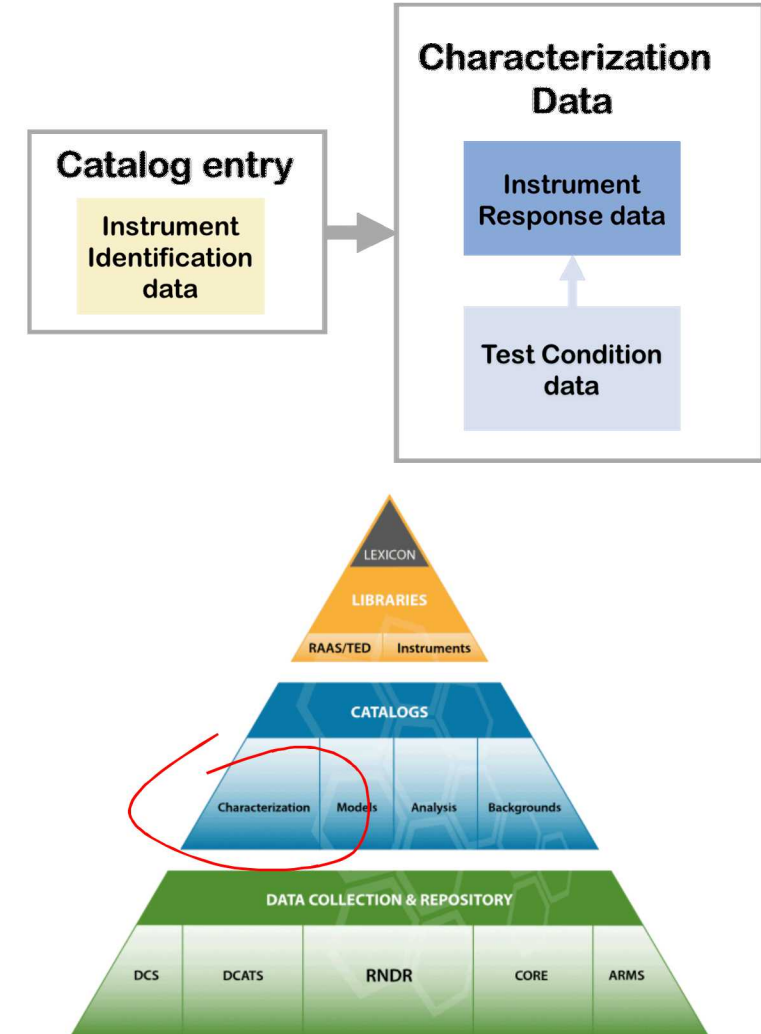 Characterization
Data
Catalog entry
Instrument
Identification
data
Instrument
Response data
Test Condition
data
LEXICON
LIBRARIES
RAAS/TED Instruments
CATALOGS
Characterization Models Analysis Backgrounds
DATA COLLECTION & REPOSITORY
DCS DCATS RNDR CORE ARMS